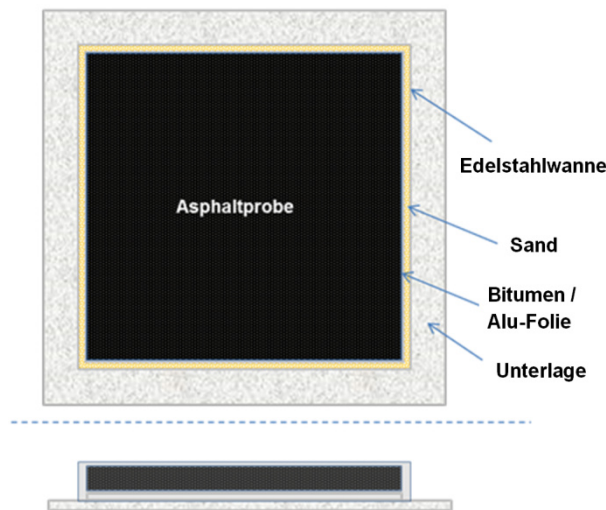 Edelstahlwanne
Asphaltprobe
Sand
Bitumen /
Alu-Folie
Unterlage